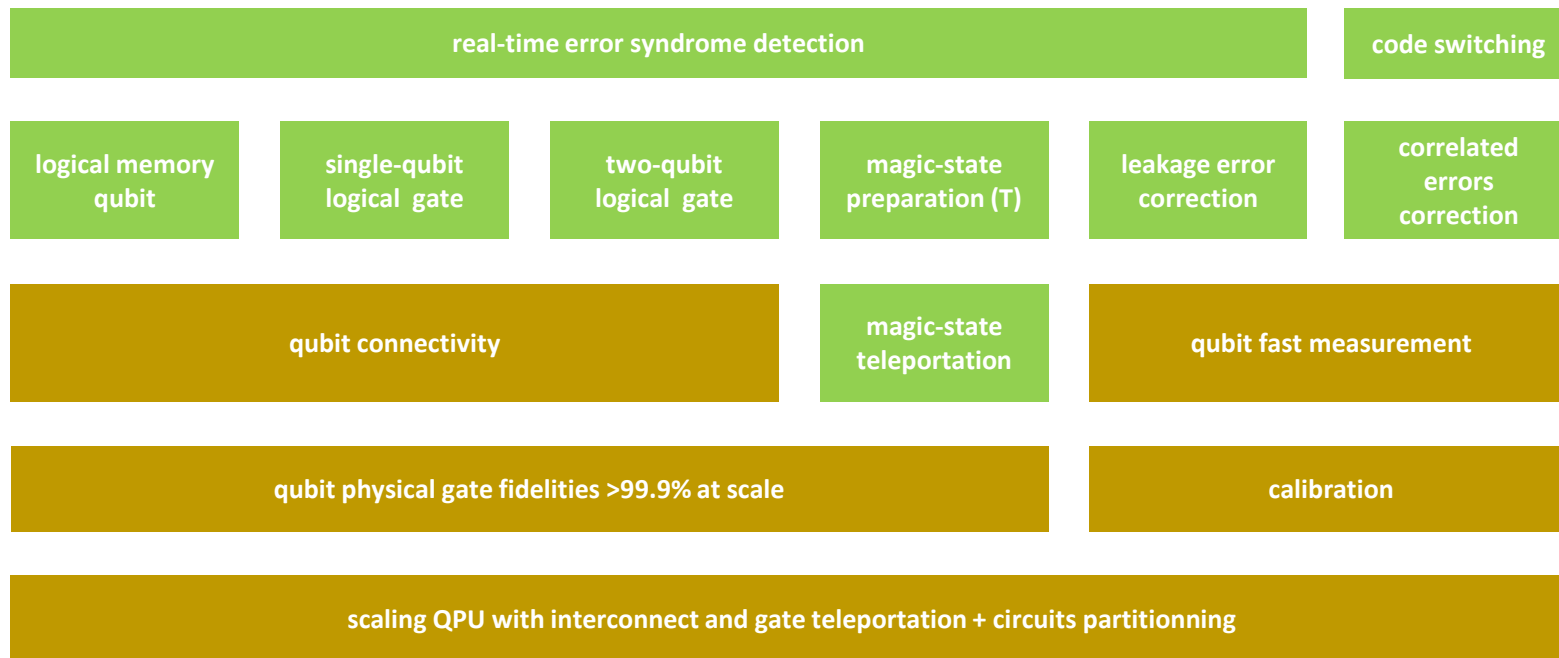 real-time error syndrome detection
code switching
logical memory
qubit
single-qubit
logical gate
two-qubit
logical gate
magic-state
preparation (T)
leakage error
correction
correlated
errors
correction
qubit connectivity
magic-state
teleportation
qubit fast measurement
qubit physical gate fidelities >99.9% at scale
calibration
scaling QPU with interconnect and gate teleportation + circuits partitionning